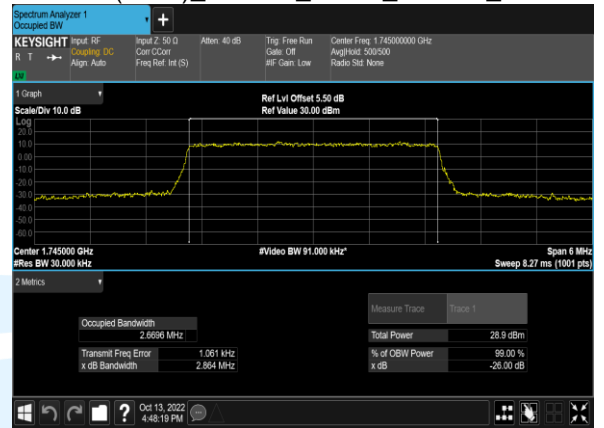 Spectrum Analyzer 1
Occupied BW
KEYSIGHT
R T
LV
Input: RF
Coupling: DC
Align: Auto
Input Z: 50 Ω
Corr CCorr
Freq Ref: Int (S)
Atten: 40 dB
Trig: Free Run
Gate: Off
#IF Gain: Low
Center Freq: 1.745000000 GHz
Avg|Hold: 500/500
Radio Std: None
1 Graph
Scale/Div 10.0 dB
Ref Lvl Offset 5.50 dB
Ref Value 30.00 dBm
Log
20.0
10.0
0.00
-10.0
-20.0
-30.0
-40.0
-50.0
-60.0
Center 1.745000 GHz
#Res BW 30.000 kHz
#Video BW 91.000 kHz*
Span 6 MHz
Sweep 8.27 ms (1001 pts)
2 Metrics
Measure Trace Trace 1
Occupied Bandwidth
2.6696 MHz
Total Power 28.9 dBm
Transmit Freq Error 1.061 kHz
% of OBW Power 99.00 %
x dB Bandwidth 2.864 MHz
x dB -26.00 dB
?
Oct 13, 2022
4:48:19 PM